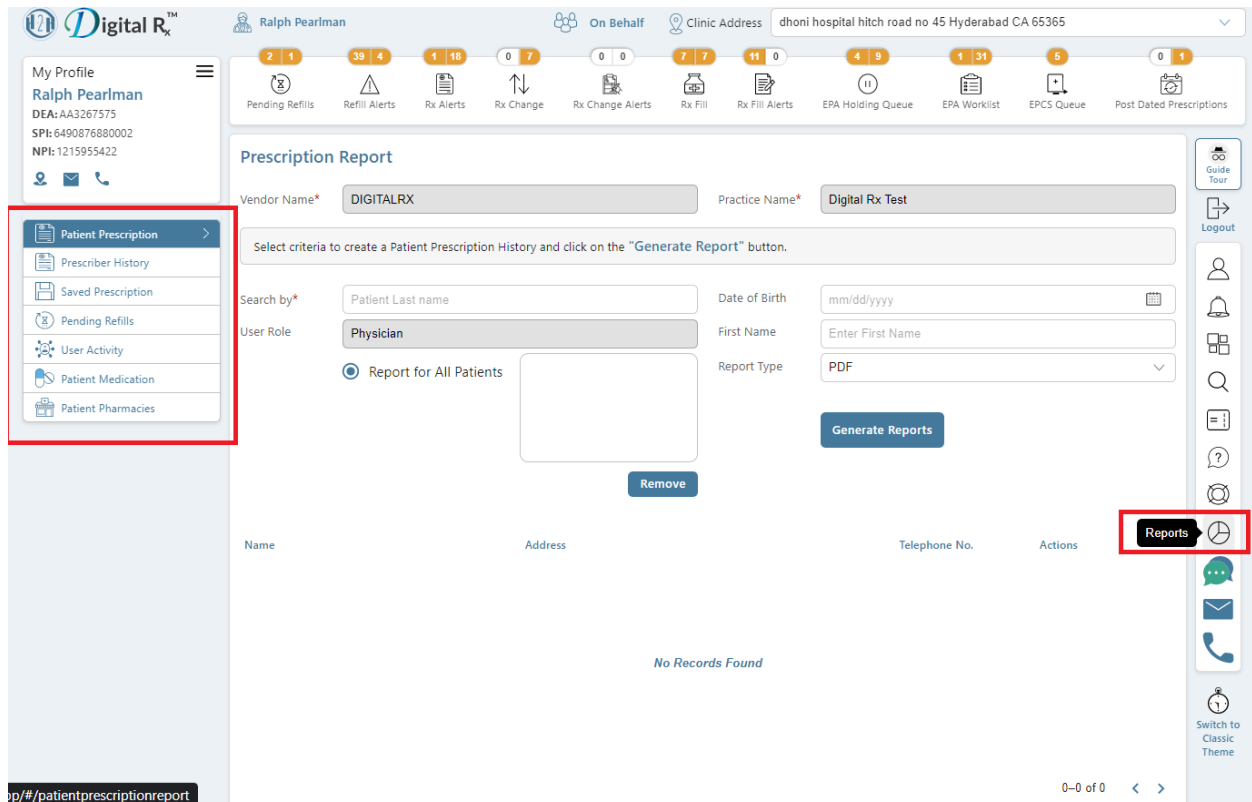 H2H Digital Rx™
Ralph Pearlman
On Behalf
Clinic Address
dhoni hospital hitch road no 45 Hyderabad CA 65365
My Profile
Ralph Pearlman
DEA: AA3267575
SPI: 6490876880002
NPI: 1215955422
2 1
Pending Refills
39 4
Refill Alerts
1 18
Rx Alerts
0 7
Rx Change
0 0
Rx Change Alerts
7 7
Rx Fill
11 0
Rx Fill Alerts
4 9
EPA Holding Queue
1 31
EPA Worklist
5
EPCS Queue
0 1
Post Dated Prescriptions
Patient Prescription
Prescriber History
Saved Prescription
Pending Refills
User Activity
Patient Medication
Patient Pharmacies
Prescription Report
Vendor Name* DIGITALRX
Practice Name* Digital Rx Test
Select criteria to create a Patient Prescription History and click on the "Generate Report" button.
Search by* Patient Last name
Date of Birth mm/dd/yyyy
User Role Physician
First Name Enter First Name
Report for All Patients
Report Type PDF
Generate Reports
Remove
Name Address Telephone No. Actions
No Records Found
0–0 of 0
Guide
Tour
Logout
Reports
Switch to
Classic
Theme
pp/#/patientprescriptionreport